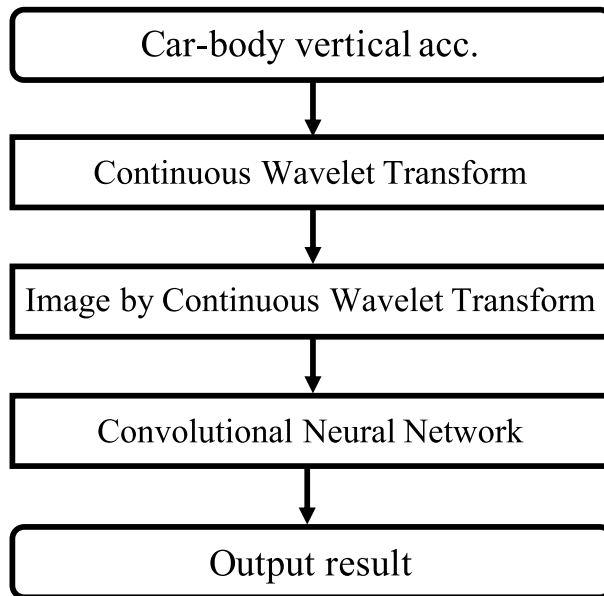 Car-body vertical acc.
Continuous Wavelet Transform
Image by Continuous Wavelet Transform
Convolutional Neural Network
Output result